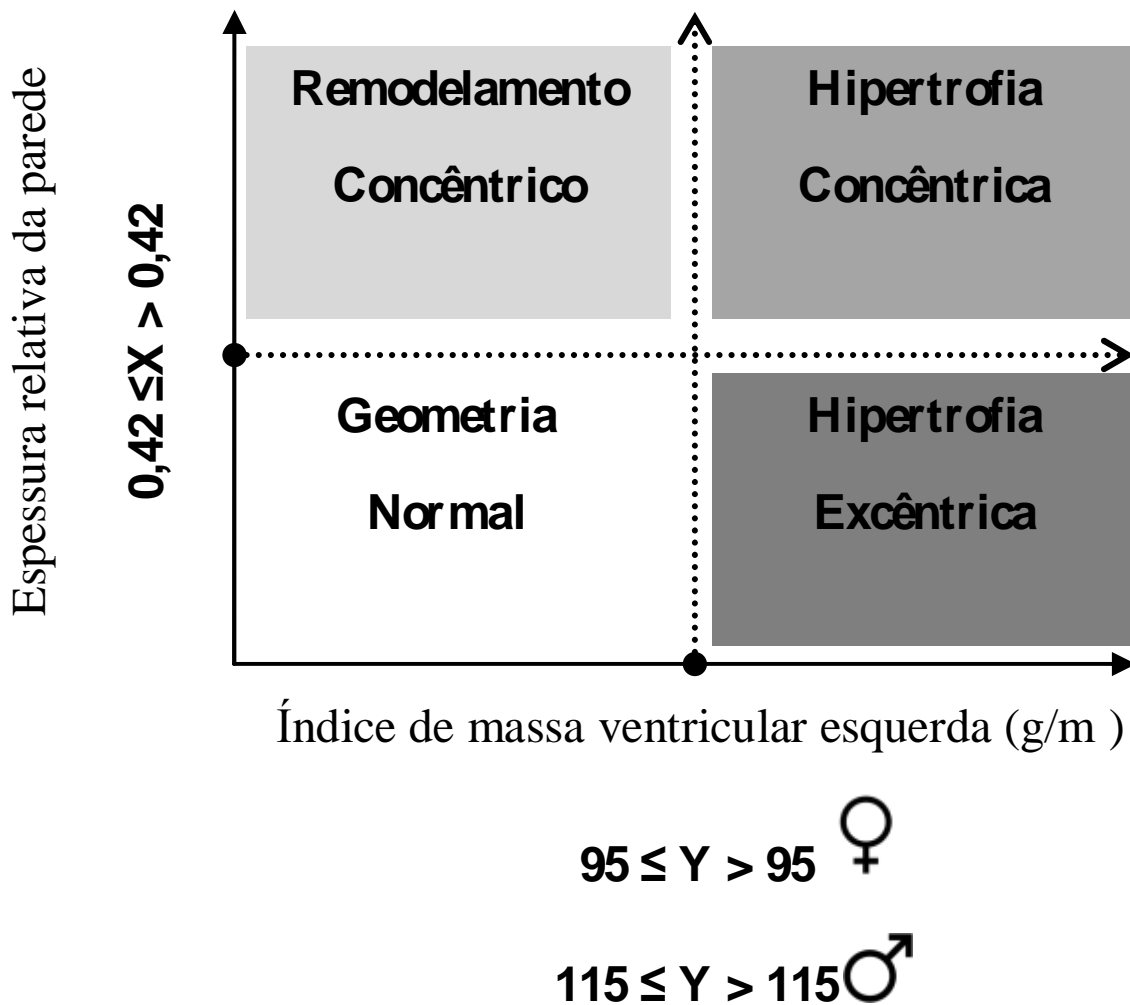 Espessura relativa da parede
0,42 ≤X > 0,42
Remodelamento
Concêntrico
Hipertrofia
Concêntrica
Geometria
Normal
Hipertrofia
Excêntrica
Índice de massa ventricular esquerda (g/m )
95 ≤ Y > 95 ♀
115 ≤ Y > 115 ♂